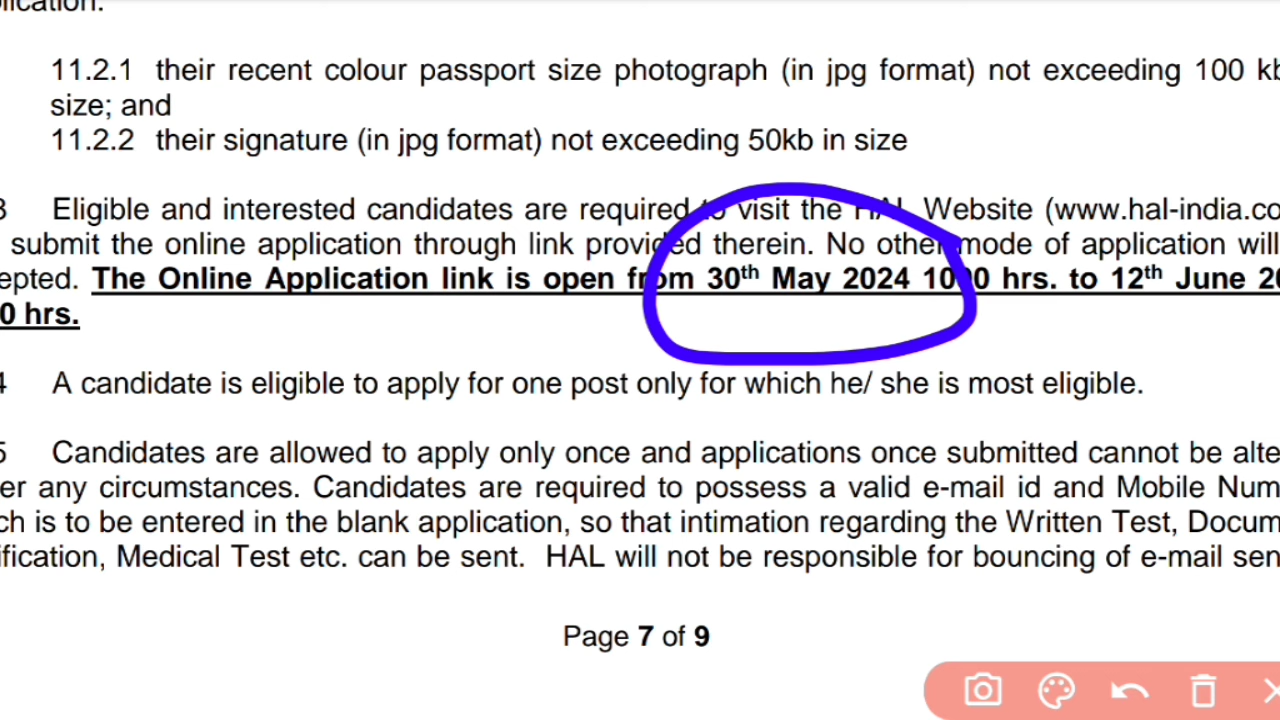 11.2.1 their recent colour passport size photograph (in jpg format) not exceeding 100
size; and
11.2.2 their signature (in jpg format) not exceeding 50kb in size
Eligible and interested candidates are required to visit the HAL Website (www.hal-india.co
submit the online application through link provided therein. No other mode of application will
epted. The Online Application link is open from 30th May 2024 1000 hrs. to 12th June
0 hrs.
A candidate is eligible to apply for one post only for which he/ she is most eligible.
5 Candidates are allowed to apply only once and applications once submitted cannot be alte
er any circumstances. Candidates are required to possess a valid e-mail id and Mobile Num
ch is to be entered in the blank application, so that intimation regarding the Written Test, Docum
ification, Medical Test etc. can be sent. HAL will not be responsible for bouncing of e-mail sen
Page 7 of 9